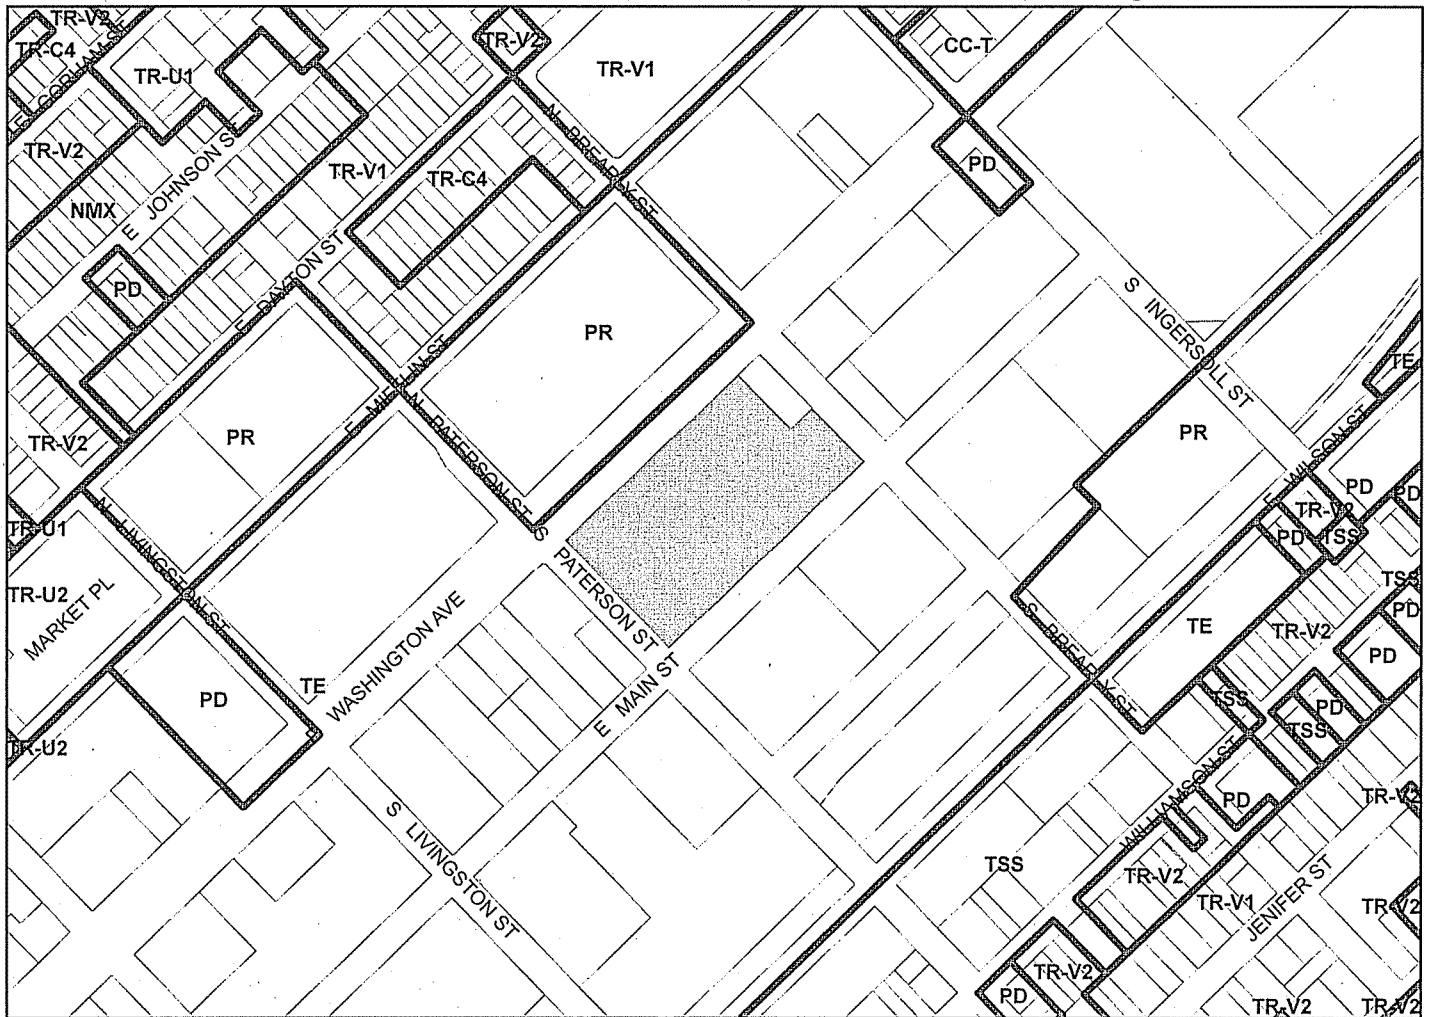 TR-V2
TR-C4
E GORHAM ST
TR-U1
TR-V2
TR-V1
CC-T
TR-V2
E JOHNSON ST
NMX
TR-V1
TR-C4
N BREARLY ST
PD
PD
E DAYTON ST
PR
S INGERSOLL ST
TE
E MIFFLIN ST
TR-V2
PR
N PATERSON ST
PR
E WILSON ST
PD
PD
TR-V2
PD
TSS
TR-U1
N LIVINGSTON ST
TR-U2
MARKET PL
S PATERSON ST
TSS
PD
S BREARLY ST
TE
TR-V2
PD
WASHINGTON AVE
TE
PD
E MAIN ST
TSS
PD
TSS
TR-U2
WILLIAMSON ST
PD
TR-V2
S LIVINGSTON ST
TSS
TR-V2
TR-V1
JENIFER ST
TR-V2
TR-V2
PD
TR-V2
TR-V2